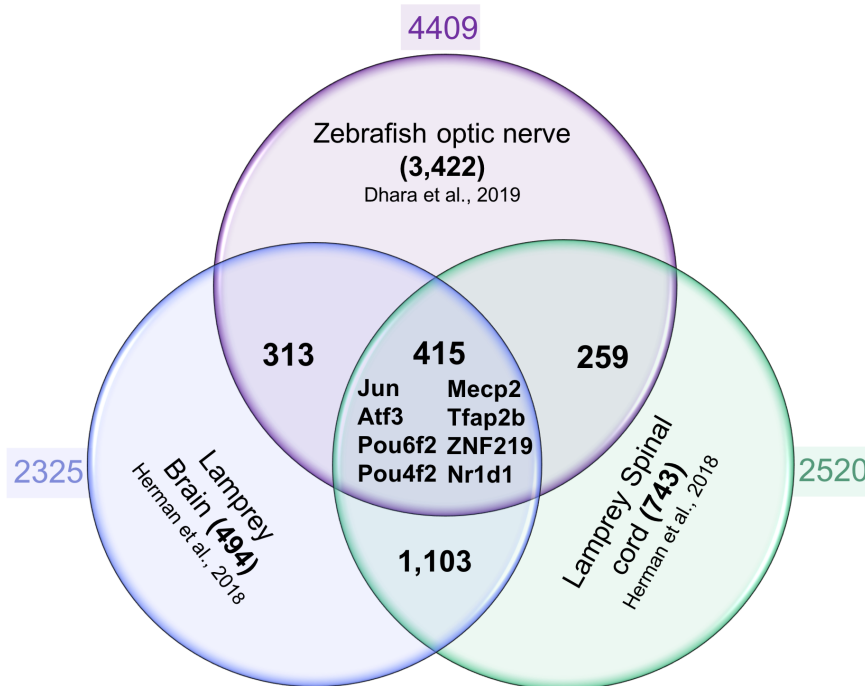 4409
Zebrafish optic nerve
(3,422)
Dhara et al., 2019
313
415
259
Jun Mecp2
Atf3 Tfap2b
Pou6f2 ZNF219
Pou4f2 Nr1d1
2325
Lamprey
Brain (494)
Herman et al., 2018
Lamprey Spinal
cord (743)
Herman et al., 2018
2520
1,103